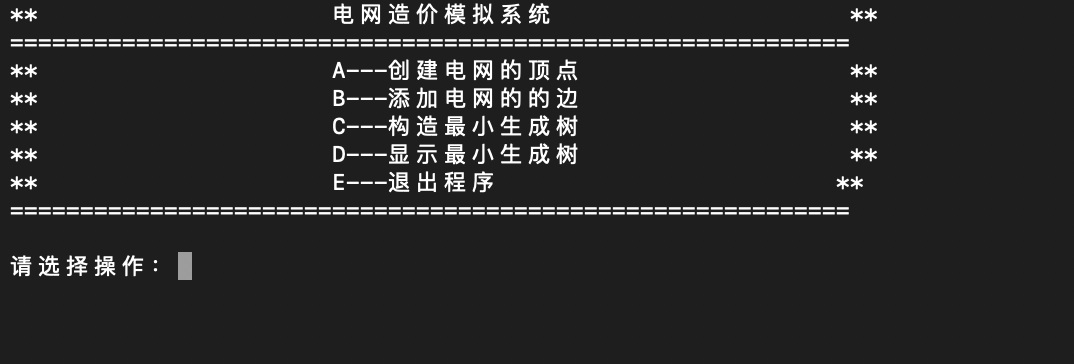 ** 电网造价模拟系统 **
============================================================
** A---创建电网的顶点 **
** B---添加电网的的边 **
** C---构造最小生成树 **
** D---显示最小生成树 **
** E---退出程序 **
============================================================
请选择操作：